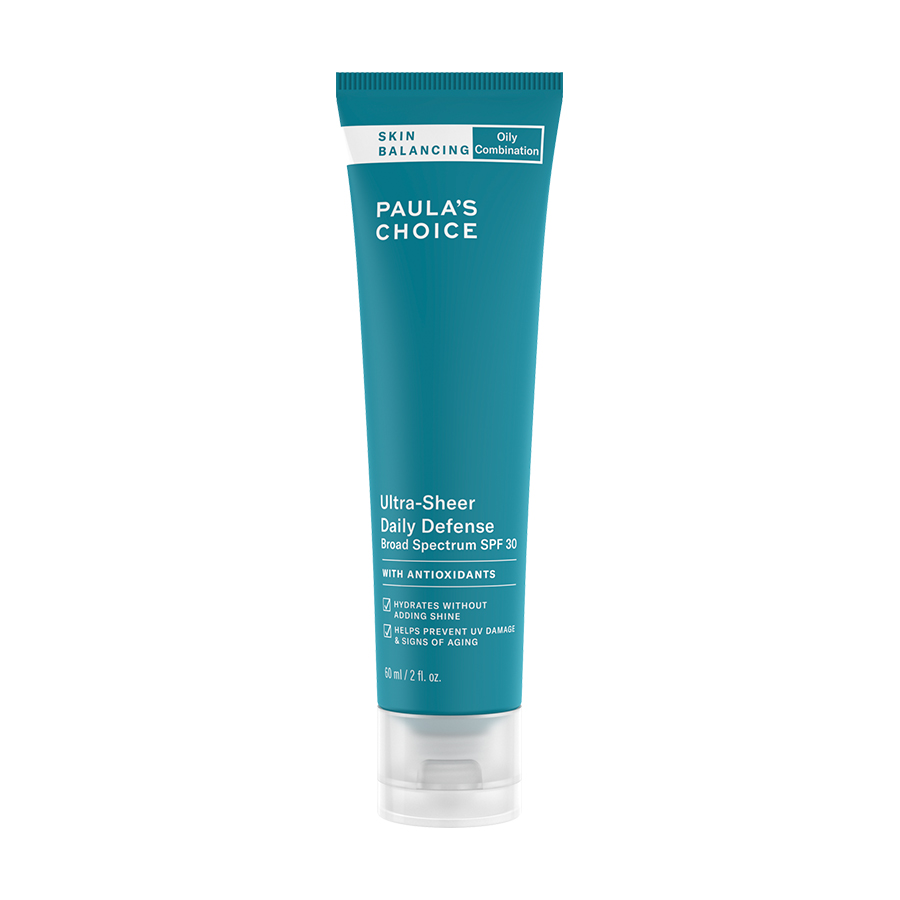 SKIN
BALANCING
Oily
Combination
PAULA'S
CHOICE
Ultra-Sheer
Daily Defense
Broad Spectrum SPF 30
WITH ANTIOXIDANTS
HYDRATES WITHOUT
ADDING SHINE
HELPS PREVENT UV DAMAGE
& SIGNS OF AGING
60 ml / 2 fl. oz.